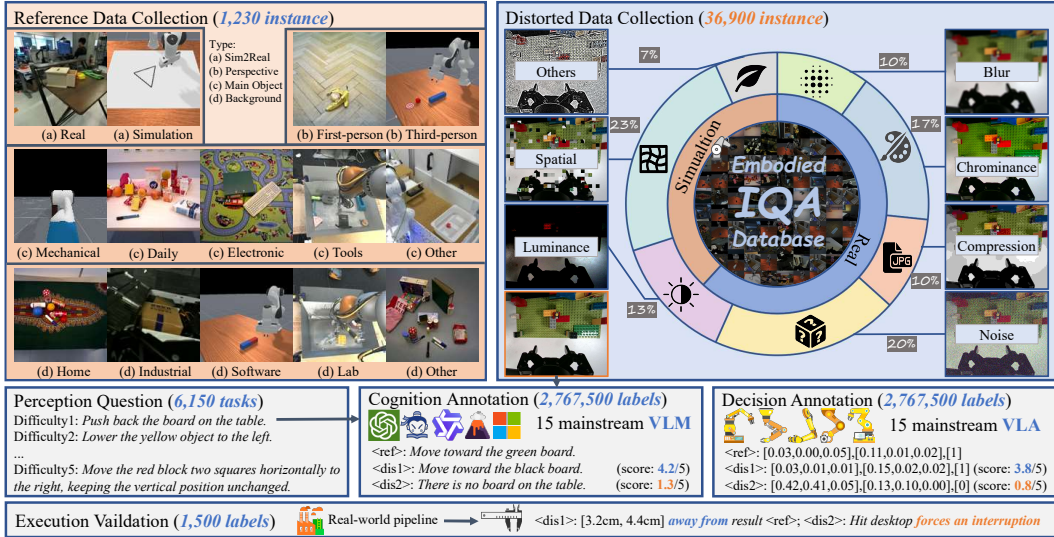 Reference Data Collection (1,230 instance)
Type:
(a) Sim2Real
(b) Perspective
(c) Main Object
(d) Background
(a) Real
(a) Simulation
(b) First-person
(b) Third-person
(c) Mechanical
(c) Daily
(c) Electronic
(c) Tools
(c) Other
(d) Home
(d) Industrial
(d) Software
(d) Lab
(d) Other
Distorted Data Collection (36,900 instance)
Others
Spatial
Luminance
7%
23%
13%
Simualtion
Embodied
IQA
Database
Real
JPG
? ? ?
10%
17%
10%
20%
Blur
Chrominance
Compression
Noise
Perception Question (6,150 tasks)
Difficulty1: Push back the board on the table.
Difficulty2: Lower the yellow object to the left.
...
Difficulty5: Move the red block two squares horizontally to
the right, keeping the vertical position unchanged.
Cognition Annotation (2,767,500 labels)
15 mainstream VLM
<ref>: Move toward the green board.
<dis1>: Move toward the black board. (score: 4.2/5)
<dis2>: There is no board on the table. (score: 1.3/5)
Decision Annotation (2,767,500 labels)
15 mainstream VLA
<ref>: [0.03,0.00,0.05],[0.11,0.01,0.02],[1]
<dis1>: [0.03,0.01,0.01],[0.15,0.02,0.02],[1] (score: 3.8/5)
<dis2>: [0.42,0.41,0.05],[0.13,0.10,0.00],[0] (score: 0.8/5)
Execution Vaildation (1,500 labels)
Real-world pipeline
<dis1>: [3.2cm, 4.4cm] away from result <ref>; <dis2>: Hit desktop forces an interruption